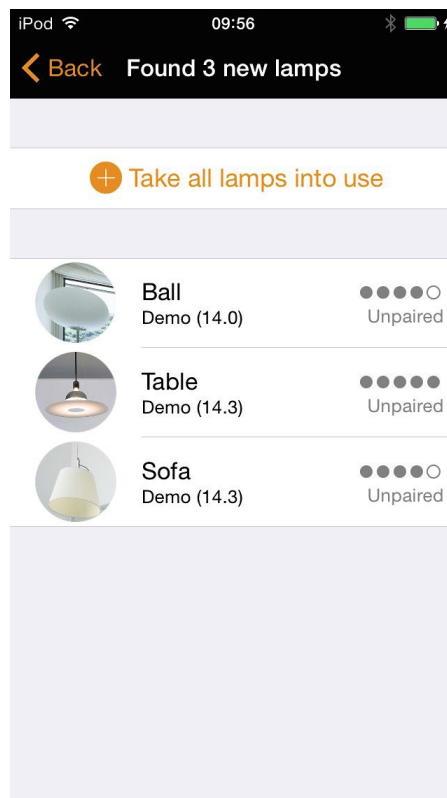 iPod 09:56
Back Found 3 new lamps
Take all lamps into use
Ball
Demo (14.0)
Unpaired
Table
Demo (14.3)
Unpaired
Sofa
Demo (14.3)
Unpaired